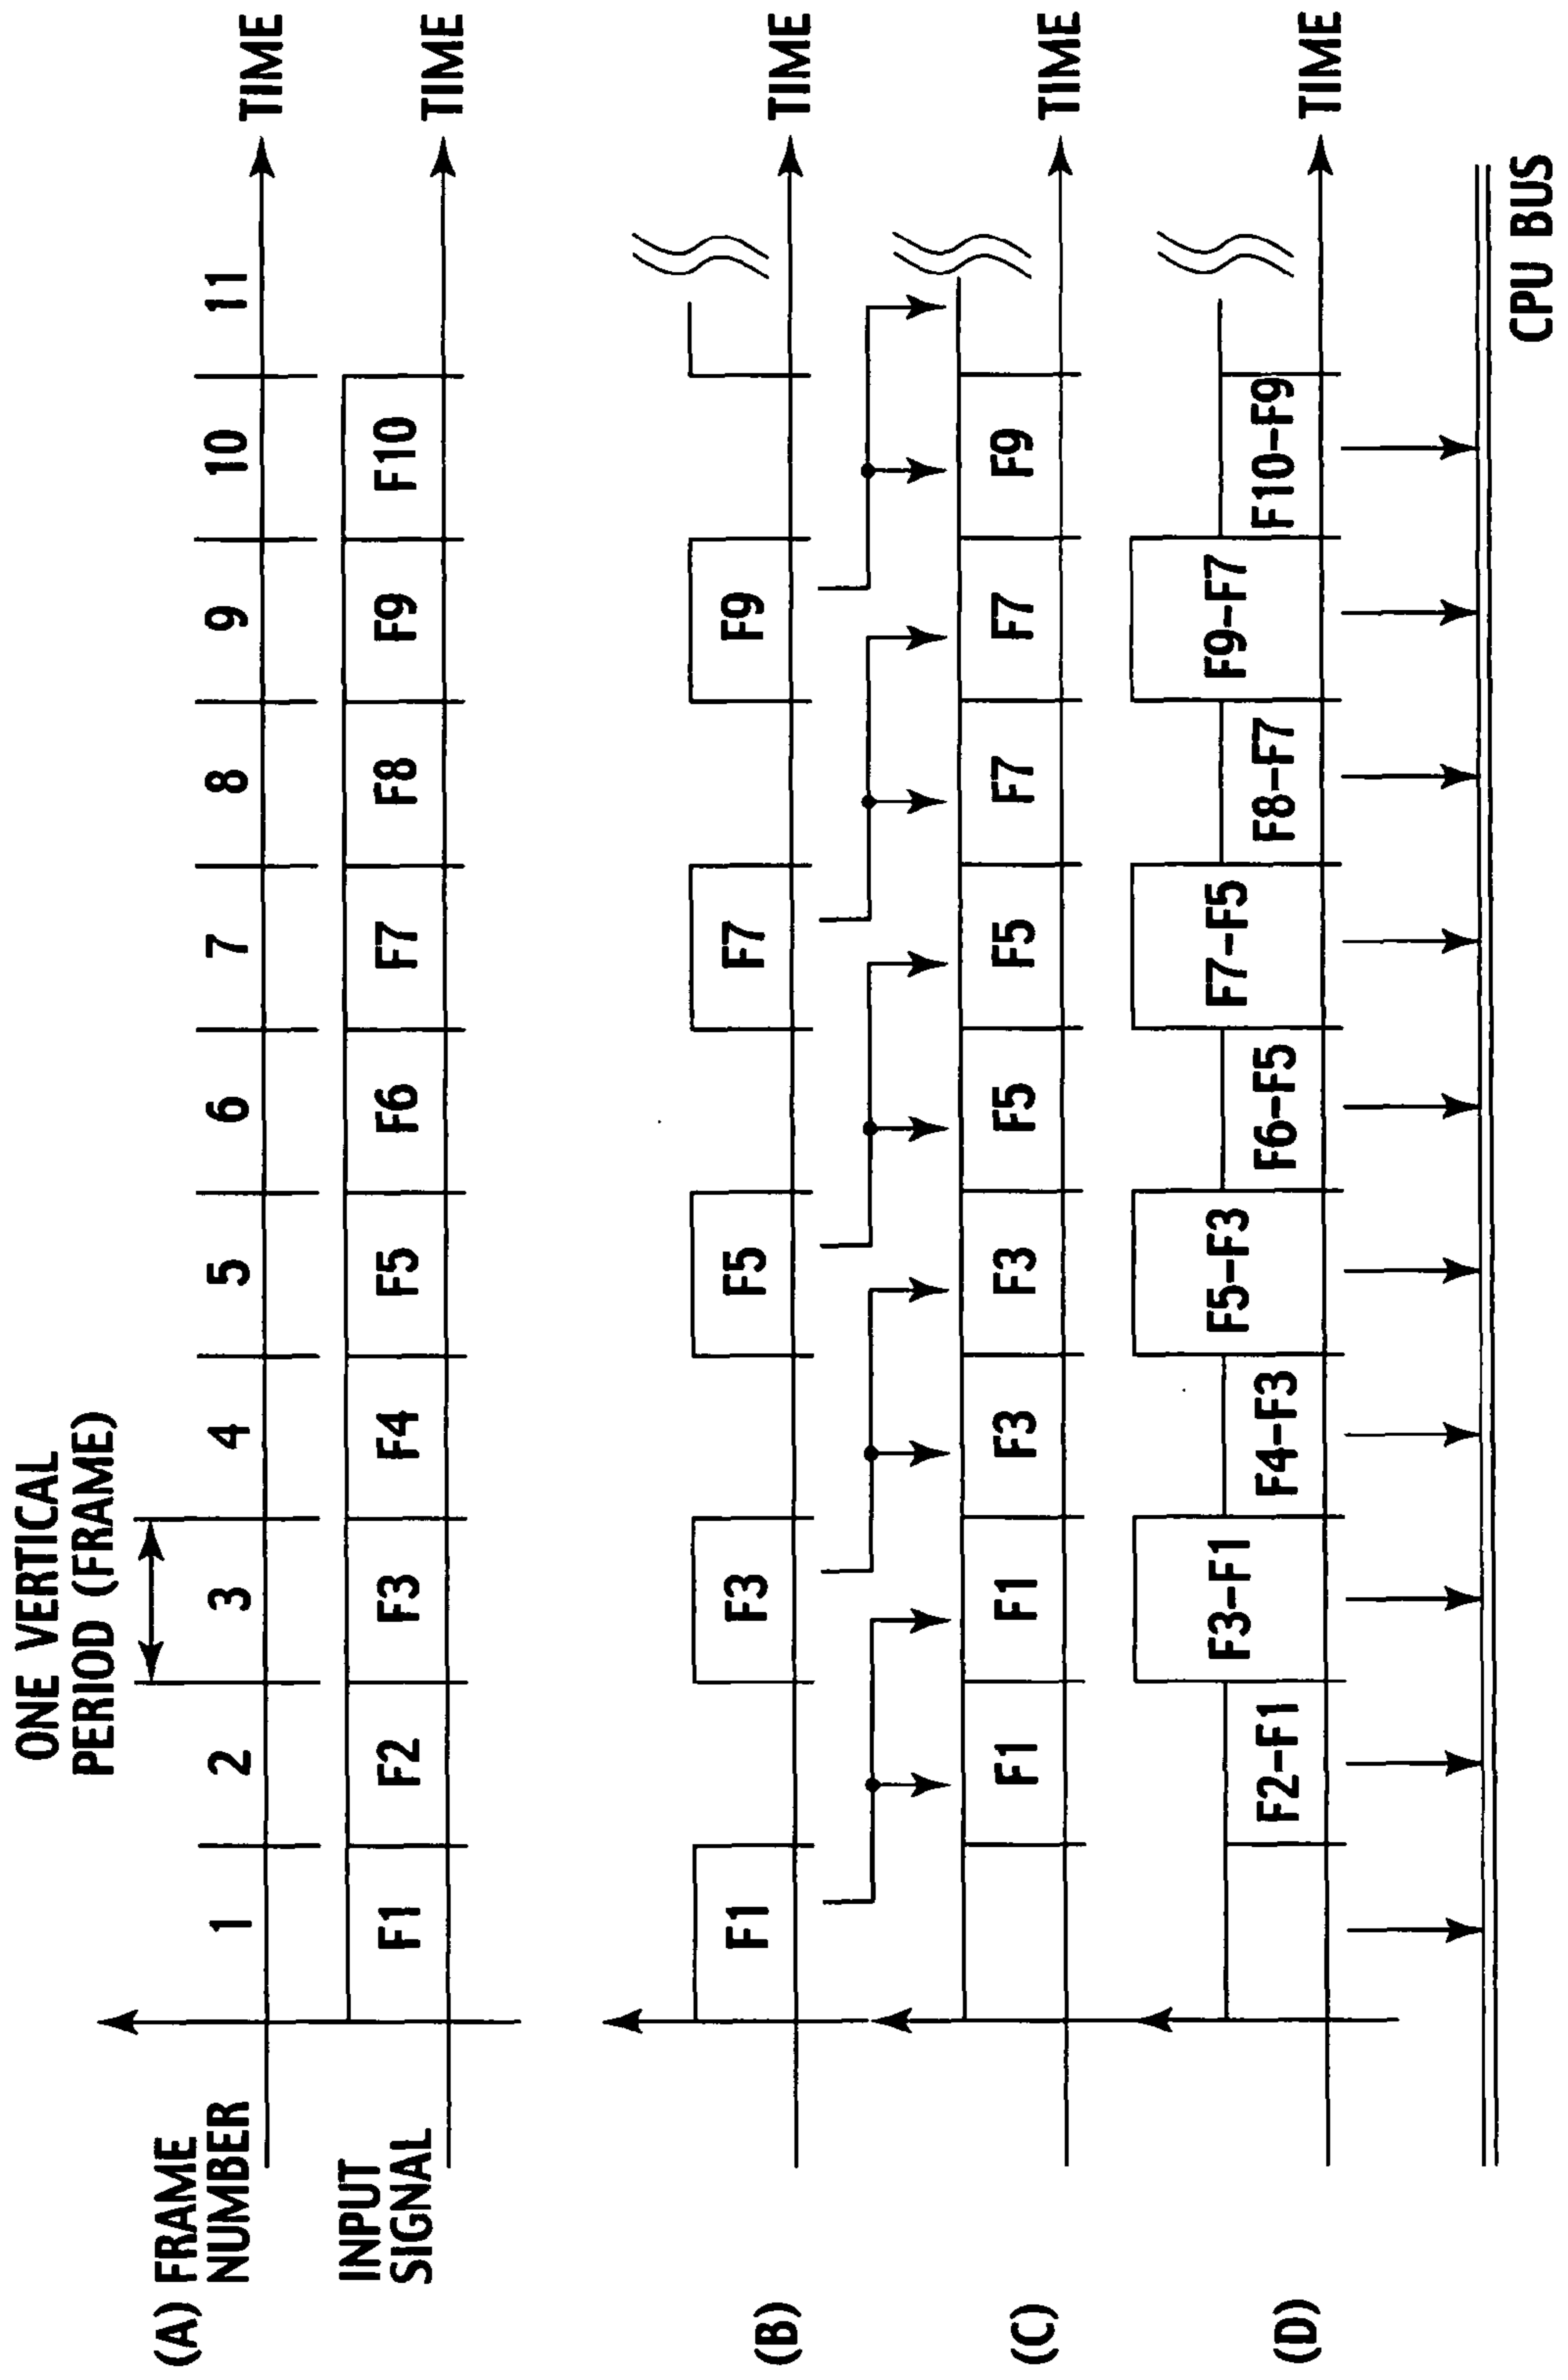 ONE VERTICAL
PERIOD (FRAME)
(A) FRAME
NUMBER
1 2 3 4 5 6 7 8 9 10 11
TIME
INPUT
SIGNAL
F1 F2 F3 F4 F5 F6 F7 F8 F9 F10
TIME
(B)
F1 F3 F5 F7 F9
TIME
(C)
F1 F1 F3 F3 F5 F5 F7 F7 F9
TIME
(D)
F2-F1 F3-F1 F4-F3 F5-F3 F6-F5 F7-F5 F8-F7 F9-F7 F10-F9
TIME
CPU BUS